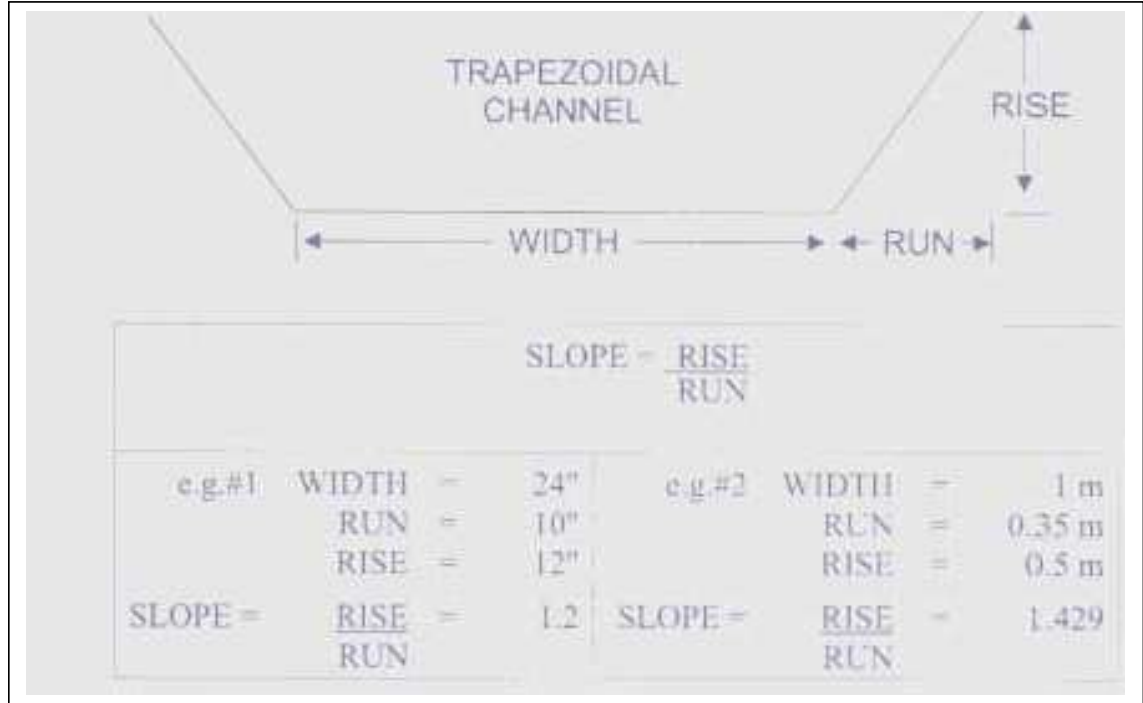 TRAPEZOIDAL
CHANNEL
RISE
WIDTH RUN
SLOPE = RISE
RUN
e.g.#1 WIDTH = 24" e.g.#2 WIDTH = 1 m
RUN = 10" RUN = 0.35 m
RISE = 12" RISE = 0.5 m
SLOPE = RISE = 1.2 SLOPE = RISE = 1.429
RUN RUN